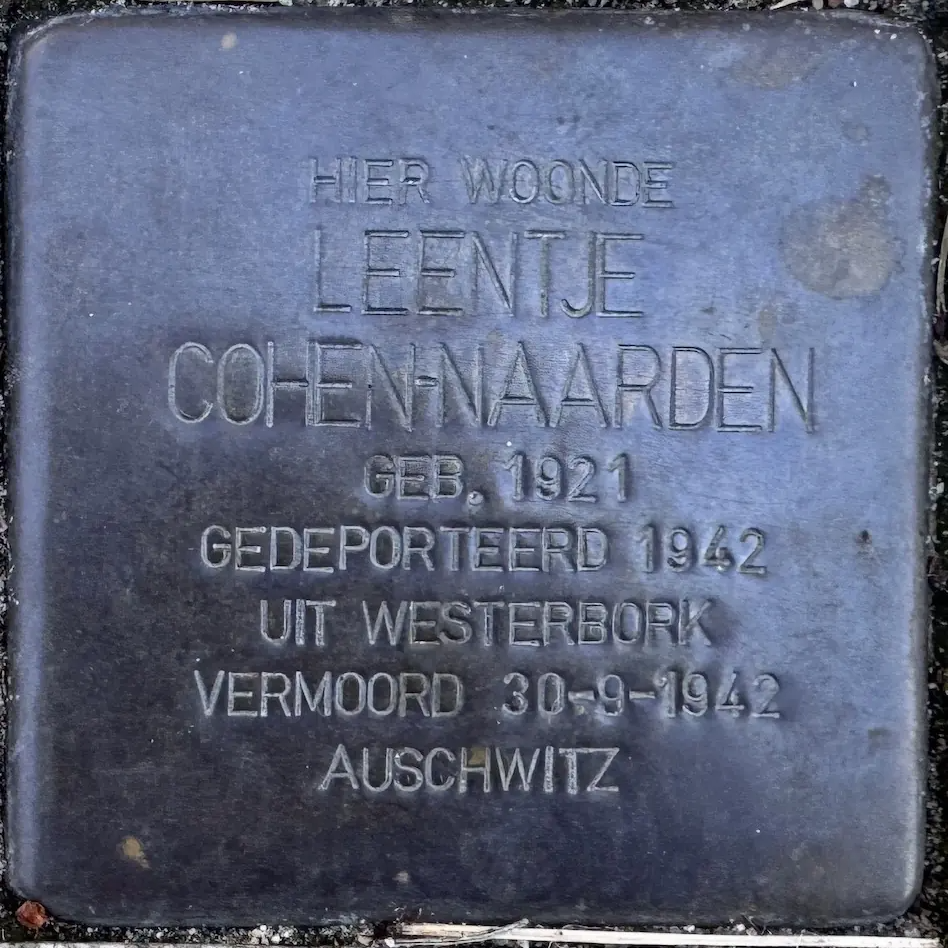 HIER WOONDE
LEENTJE
COHEN-NAARDEN
GEB. 1921
GEDEPORTEERD 1942
UIT WESTERBORK
VERMOORD 30-9-1942
AUSCHWITZ